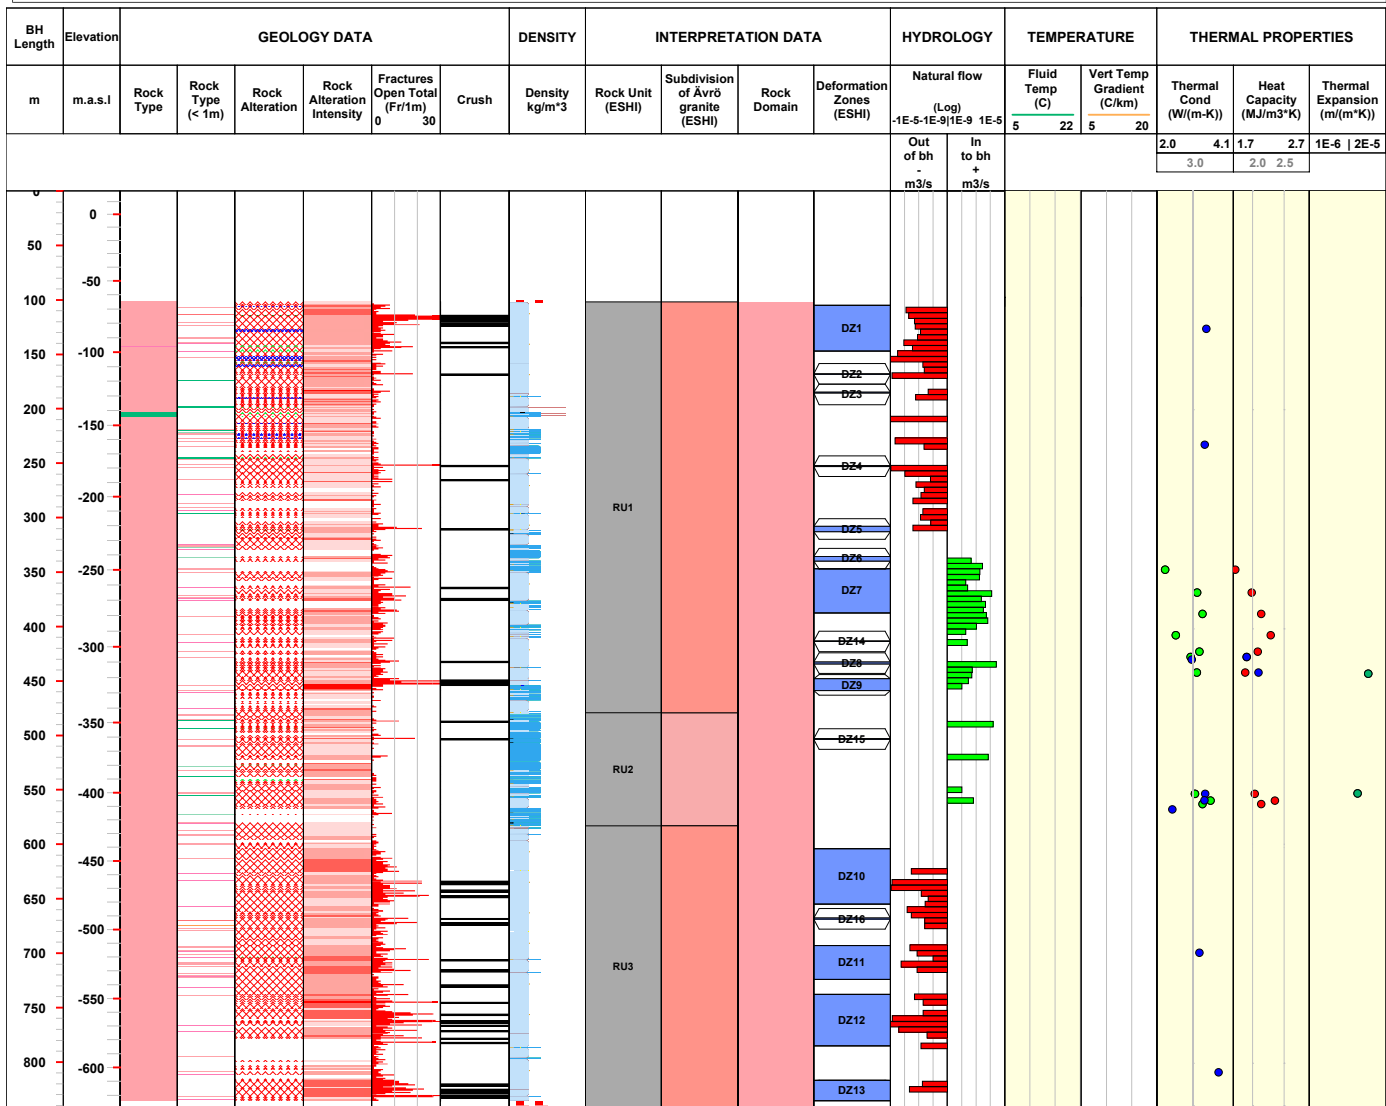 BH Length
Elevation
GEOLOGY DATA
DENSITY
INTERPRETATION DATA
HYDROLOGY
TEMPERATURE
THERMAL PROPERTIES
m
m.a.s.l
Rock Type
Rock Type (< 1m)
Rock Alteration
Rock Alteration Intensity
Fractures Open Total (Fr/1m)
0 30
Crush
Density kg/m*3
Rock Unit (ESHI)
Subdivision of Ävrö granite (ESHI)
Rock Domain
Deformation Zones (ESHI)
Natural flow
(Log)
-1E-5-1E-9|1E-9 1E-5
Fluid Temp (C)
5 22
Vert Temp Gradient (C/km)
5 20
Thermal Cond (W/(m-K))
Heat Capacity (MJ/m3*K)
Thermal Expansion (m/(m*K))
Out of bh - m3/s
In to bh + m3/s
2.0 4.1
3.0
1.7 2.7
2.0 2.5
1E-6 | 2E-5
0
0
50
-50
100
DZ1
-100
150
DZ2
DZ3
200
-150
250
DZ4
-200
RU1
300
DZ5
DZ6
-250
350
DZ7
400
DZ14
-300
DZ8
450
DZ9
-350
500
DZ15
RU2
550
-400
600
-450
DZ10
650
DZ16
-500
700
RU3
DZ11
-550
750
DZ12
800
-600
DZ13